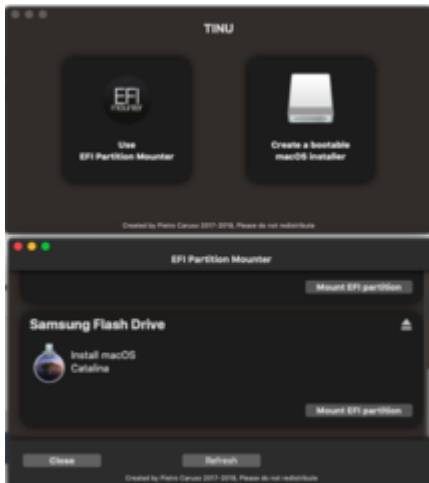 TINU
EFI
mounter
Use
EFI Partition Mounter
Create a bootable
macOS installer
Created by Pietro Caruso 2017-2019, Please do not redistribute
EFI Partition Mounter
Mount EFI partition
Samsung Flash Drive
Install macOS
Catalina
Mount EFI partition
Close
Refresh
Created by Pietro Caruso 2017-2019, Please do not redistribute